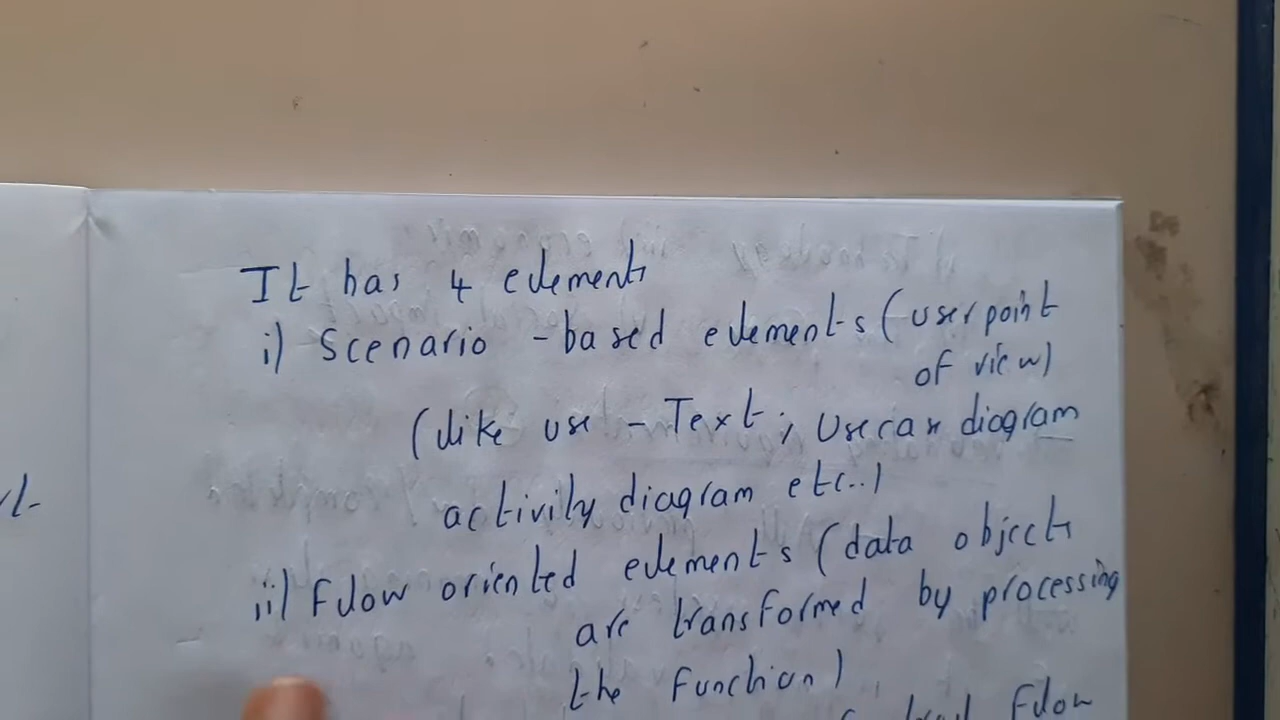 It has 4 elements
i) Scenario -based elements (user point
of view)
(like use - Text ; Usecase diagram
activity diagram etc..)
ii) Flow oriented elements (data objects
are transformed by processing
the function)
Flow